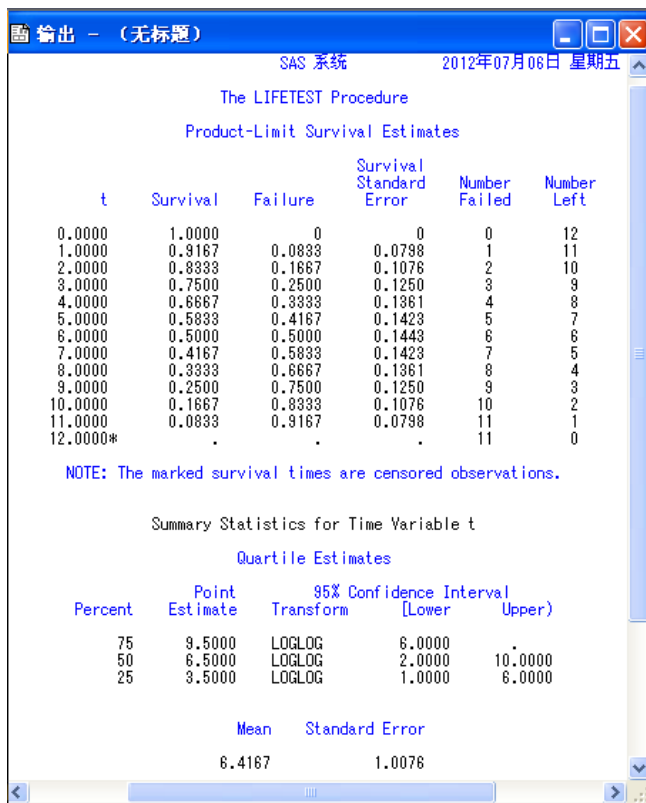 输出 - （无标题）
SAS 系统 2012年07月06日 星期五
The LIFETEST Procedure
Product-Limit Survival Estimates
Survival
Standard Number Number
t Survival Failure Error Failed Left
0.0000 1.0000 0 0 0 12
1.0000 0.9167 0.0833 0.0798 1 11
2.0000 0.8333 0.1667 0.1076 2 10
3.0000 0.7500 0.2500 0.1250 3 9
4.0000 0.6667 0.3333 0.1361 4 8
5.0000 0.5833 0.4167 0.1423 5 7
6.0000 0.5000 0.5000 0.1443 6 6
7.0000 0.4167 0.5833 0.1423 7 5
8.0000 0.3333 0.6667 0.1361 8 4
9.0000 0.2500 0.7500 0.1250 9 3
10.0000 0.1667 0.8333 0.1076 10 2
11.0000 0.0833 0.9167 0.0798 11 1
12.0000* . . . 11 0
NOTE: The marked survival times are censored observations.
Summary Statistics for Time Variable t
Quartile Estimates
Point 95% Confidence Interval
Percent Estimate Transform [Lower Upper)
75 9.5000 LOGLOG 6.0000 .
50 6.5000 LOGLOG 2.0000 10.0000
25 3.5000 LOGLOG 1.0000 6.0000
Mean Standard Error
6.4167 1.0076